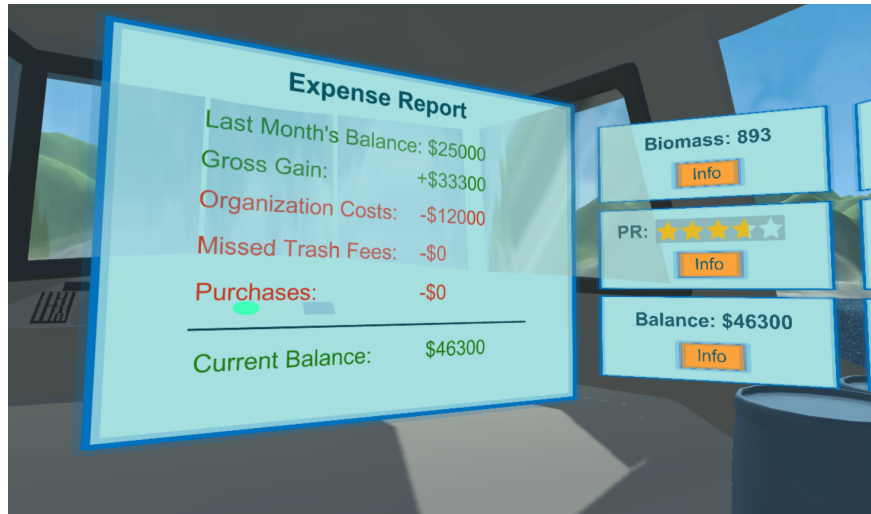 Expense Report
Last Month's Balance: $25000
Gross Gain: +$33300
Organization Costs: -$12000
Missed Trash Fees: -$0
Purchases: -$0
Current Balance: $46300
Biomass: 893
Info
PR:
Info
Balance: $46300
Info